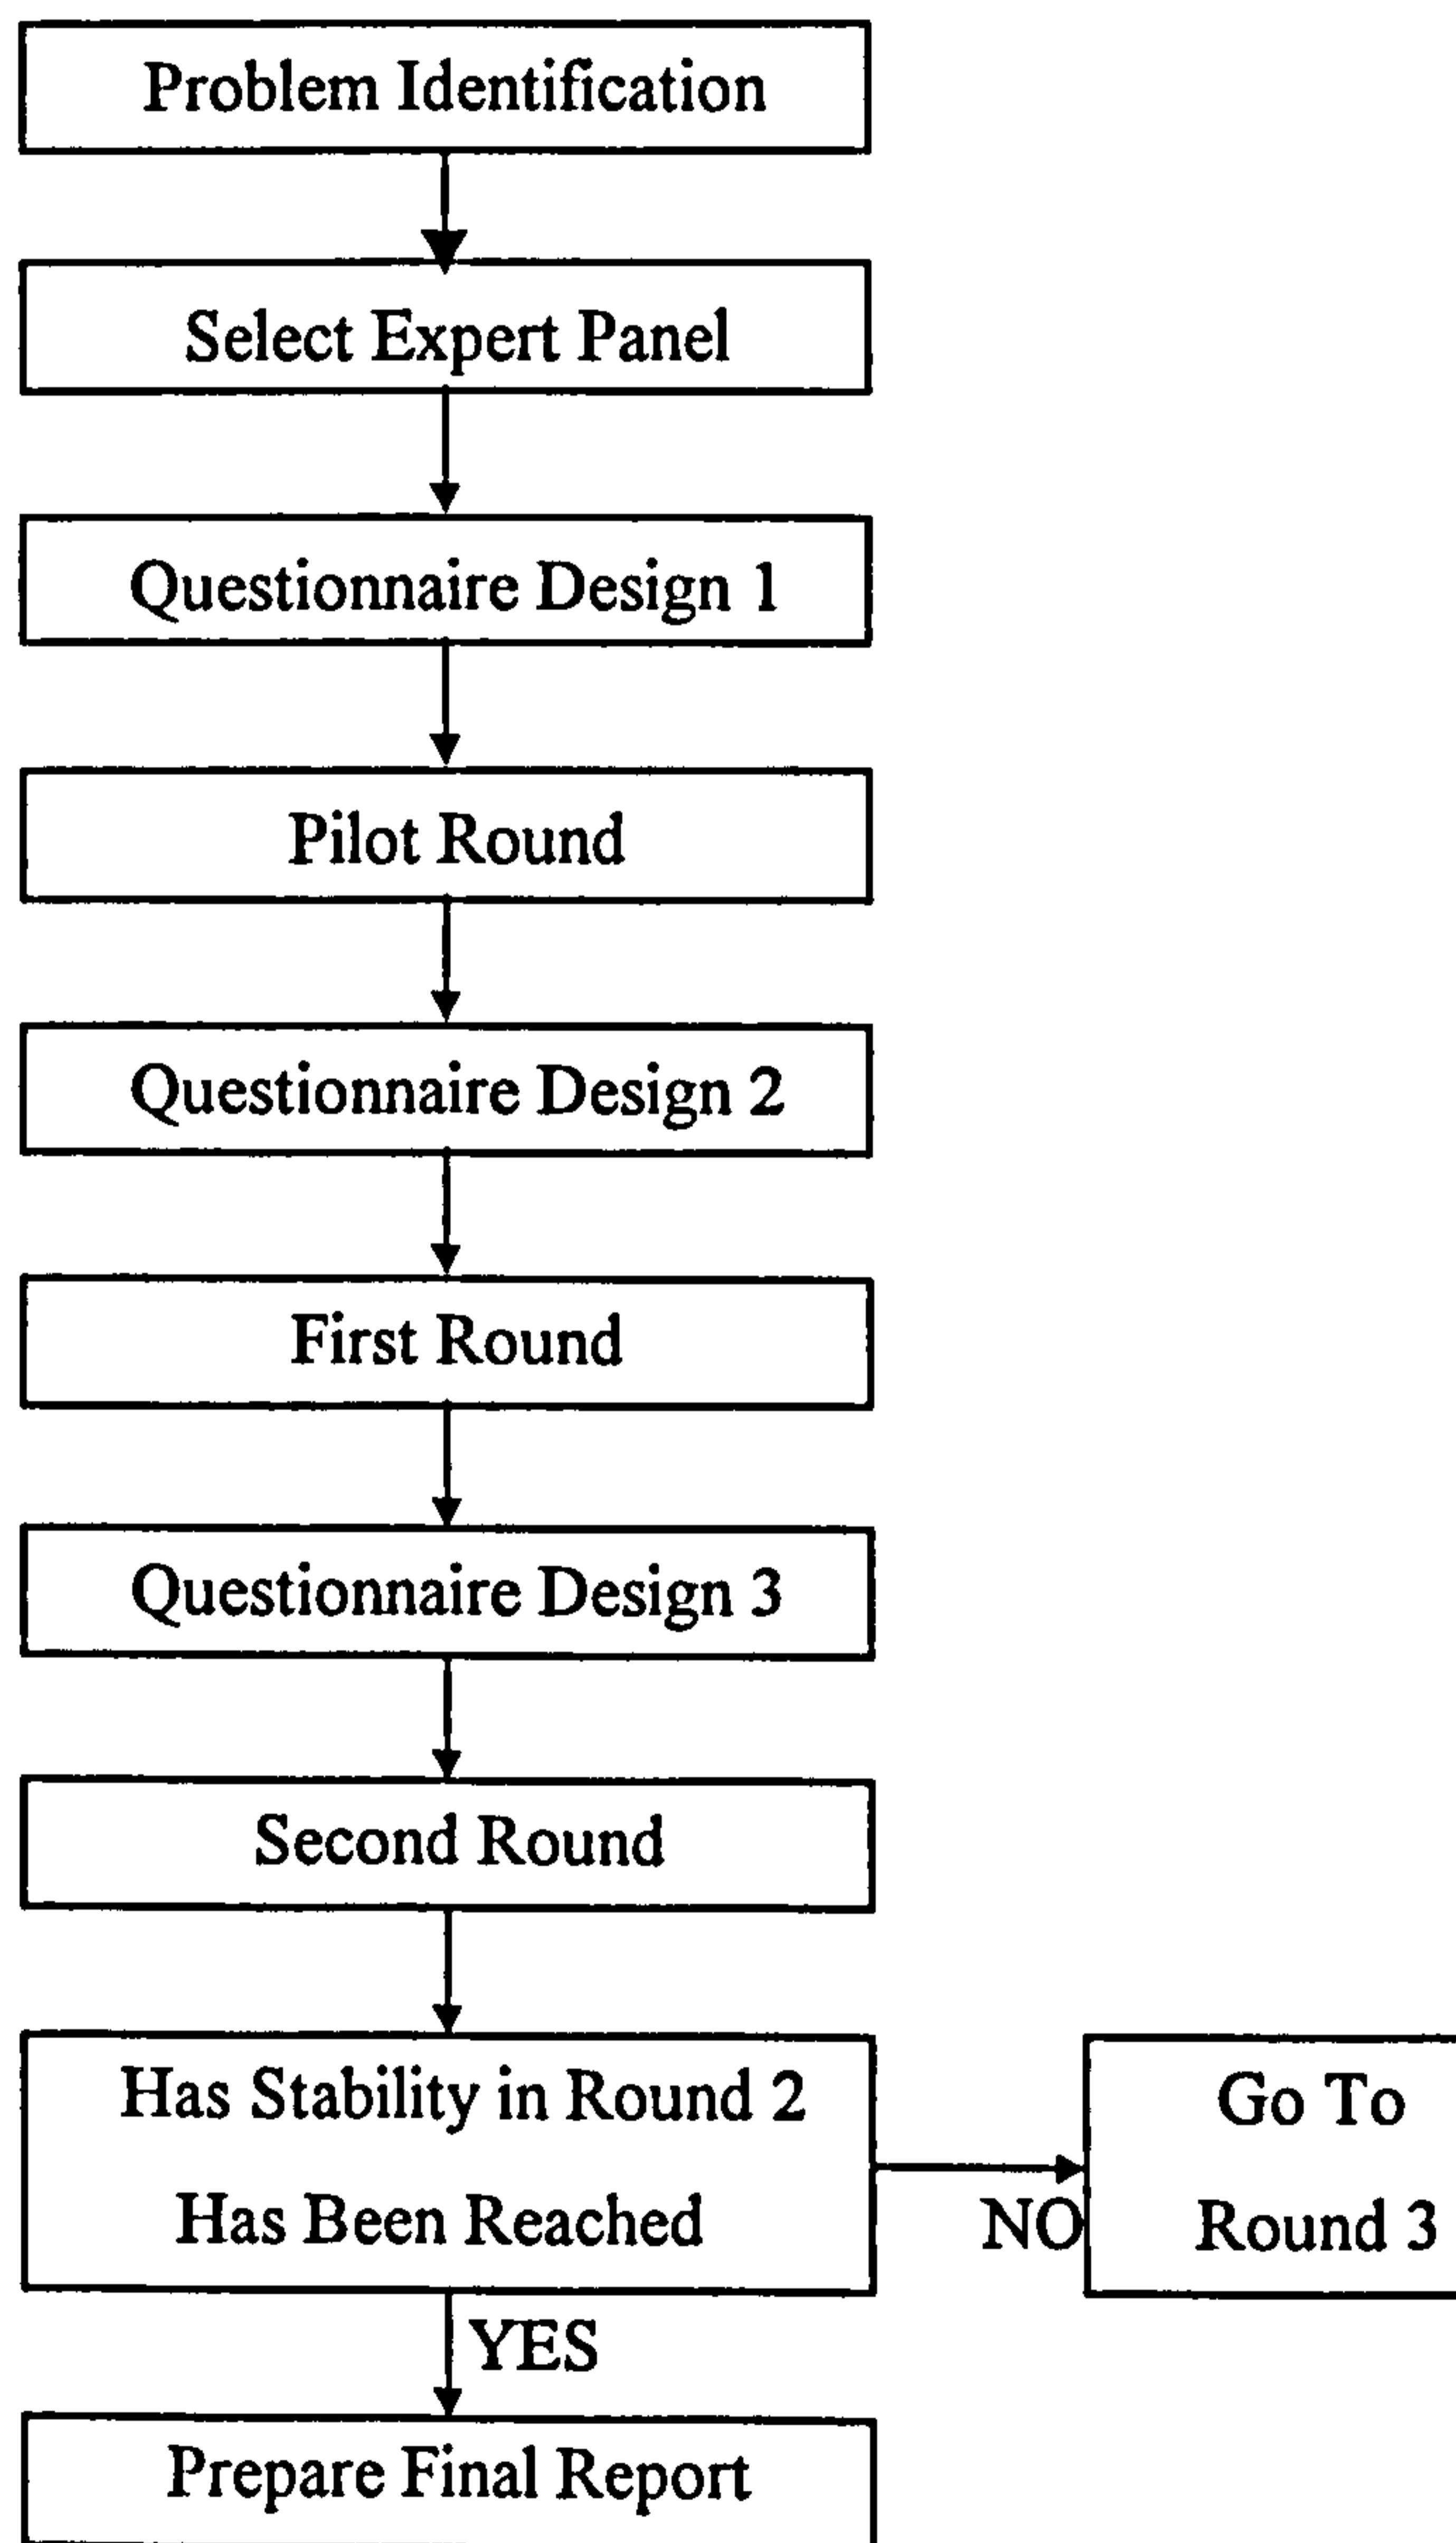 Problem Identification
Select Expert Panel
Questionnaire Design 1
Pilot Round
Questionnaire Design 2
First Round
Questionnaire Design 3
Second Round
Has Stability in Round 2
Has Been Reached
Go To
NO
Round 3
YES
Prepare Final Report